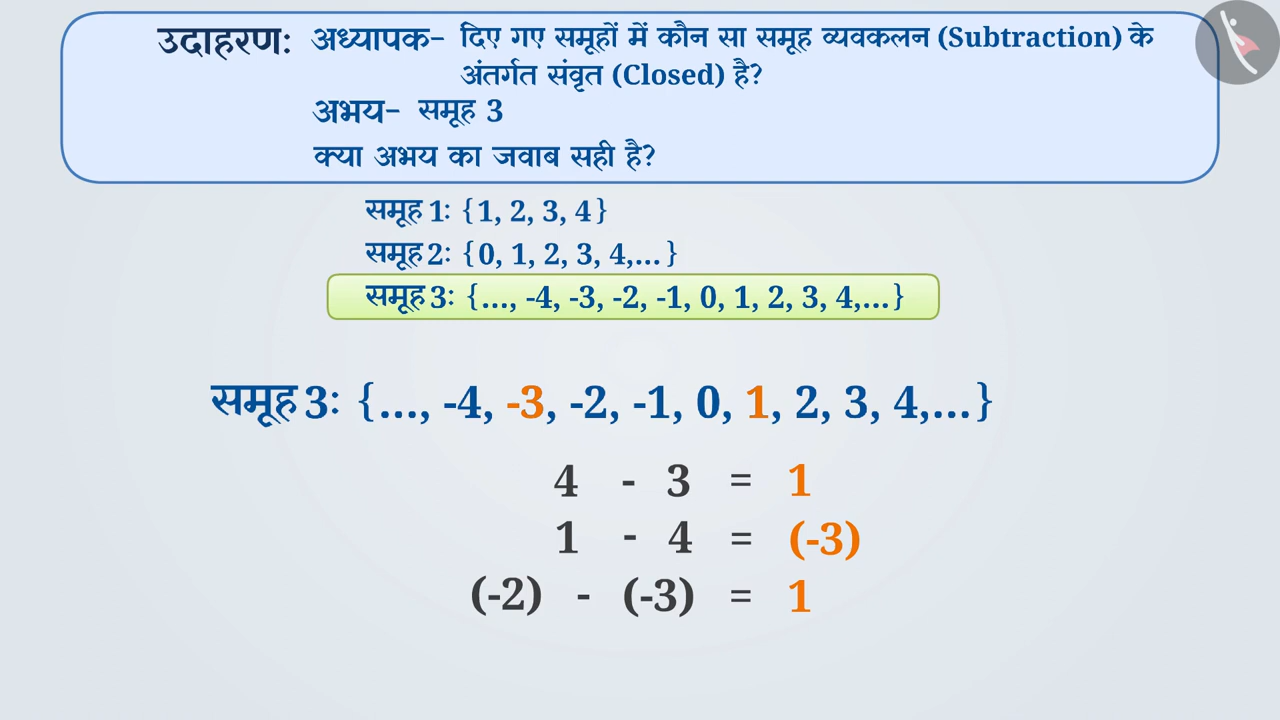 उदाहरण: अध्यापक- दिए गए समूहों में कौन सा समूह व्यवकलन (Subtraction) के
अंतर्गत संवृत (Closed) है?
अभय- समूह 3
क्या अभय का जवाब सही है?
समूह 1: {1, 2, 3, 4}
समूह 2: {0, 1, 2, 3, 4,...}
समूह 3: {..., -4, -3, -2, -1, 0, 1, 2, 3, 4,...}
समूह 3: {..., -4, -3, -2, -1, 0, 1, 2, 3, 4,...}
4 - 3 = 1
1 - 4 = (-3)
(-2) - (-3) = 1